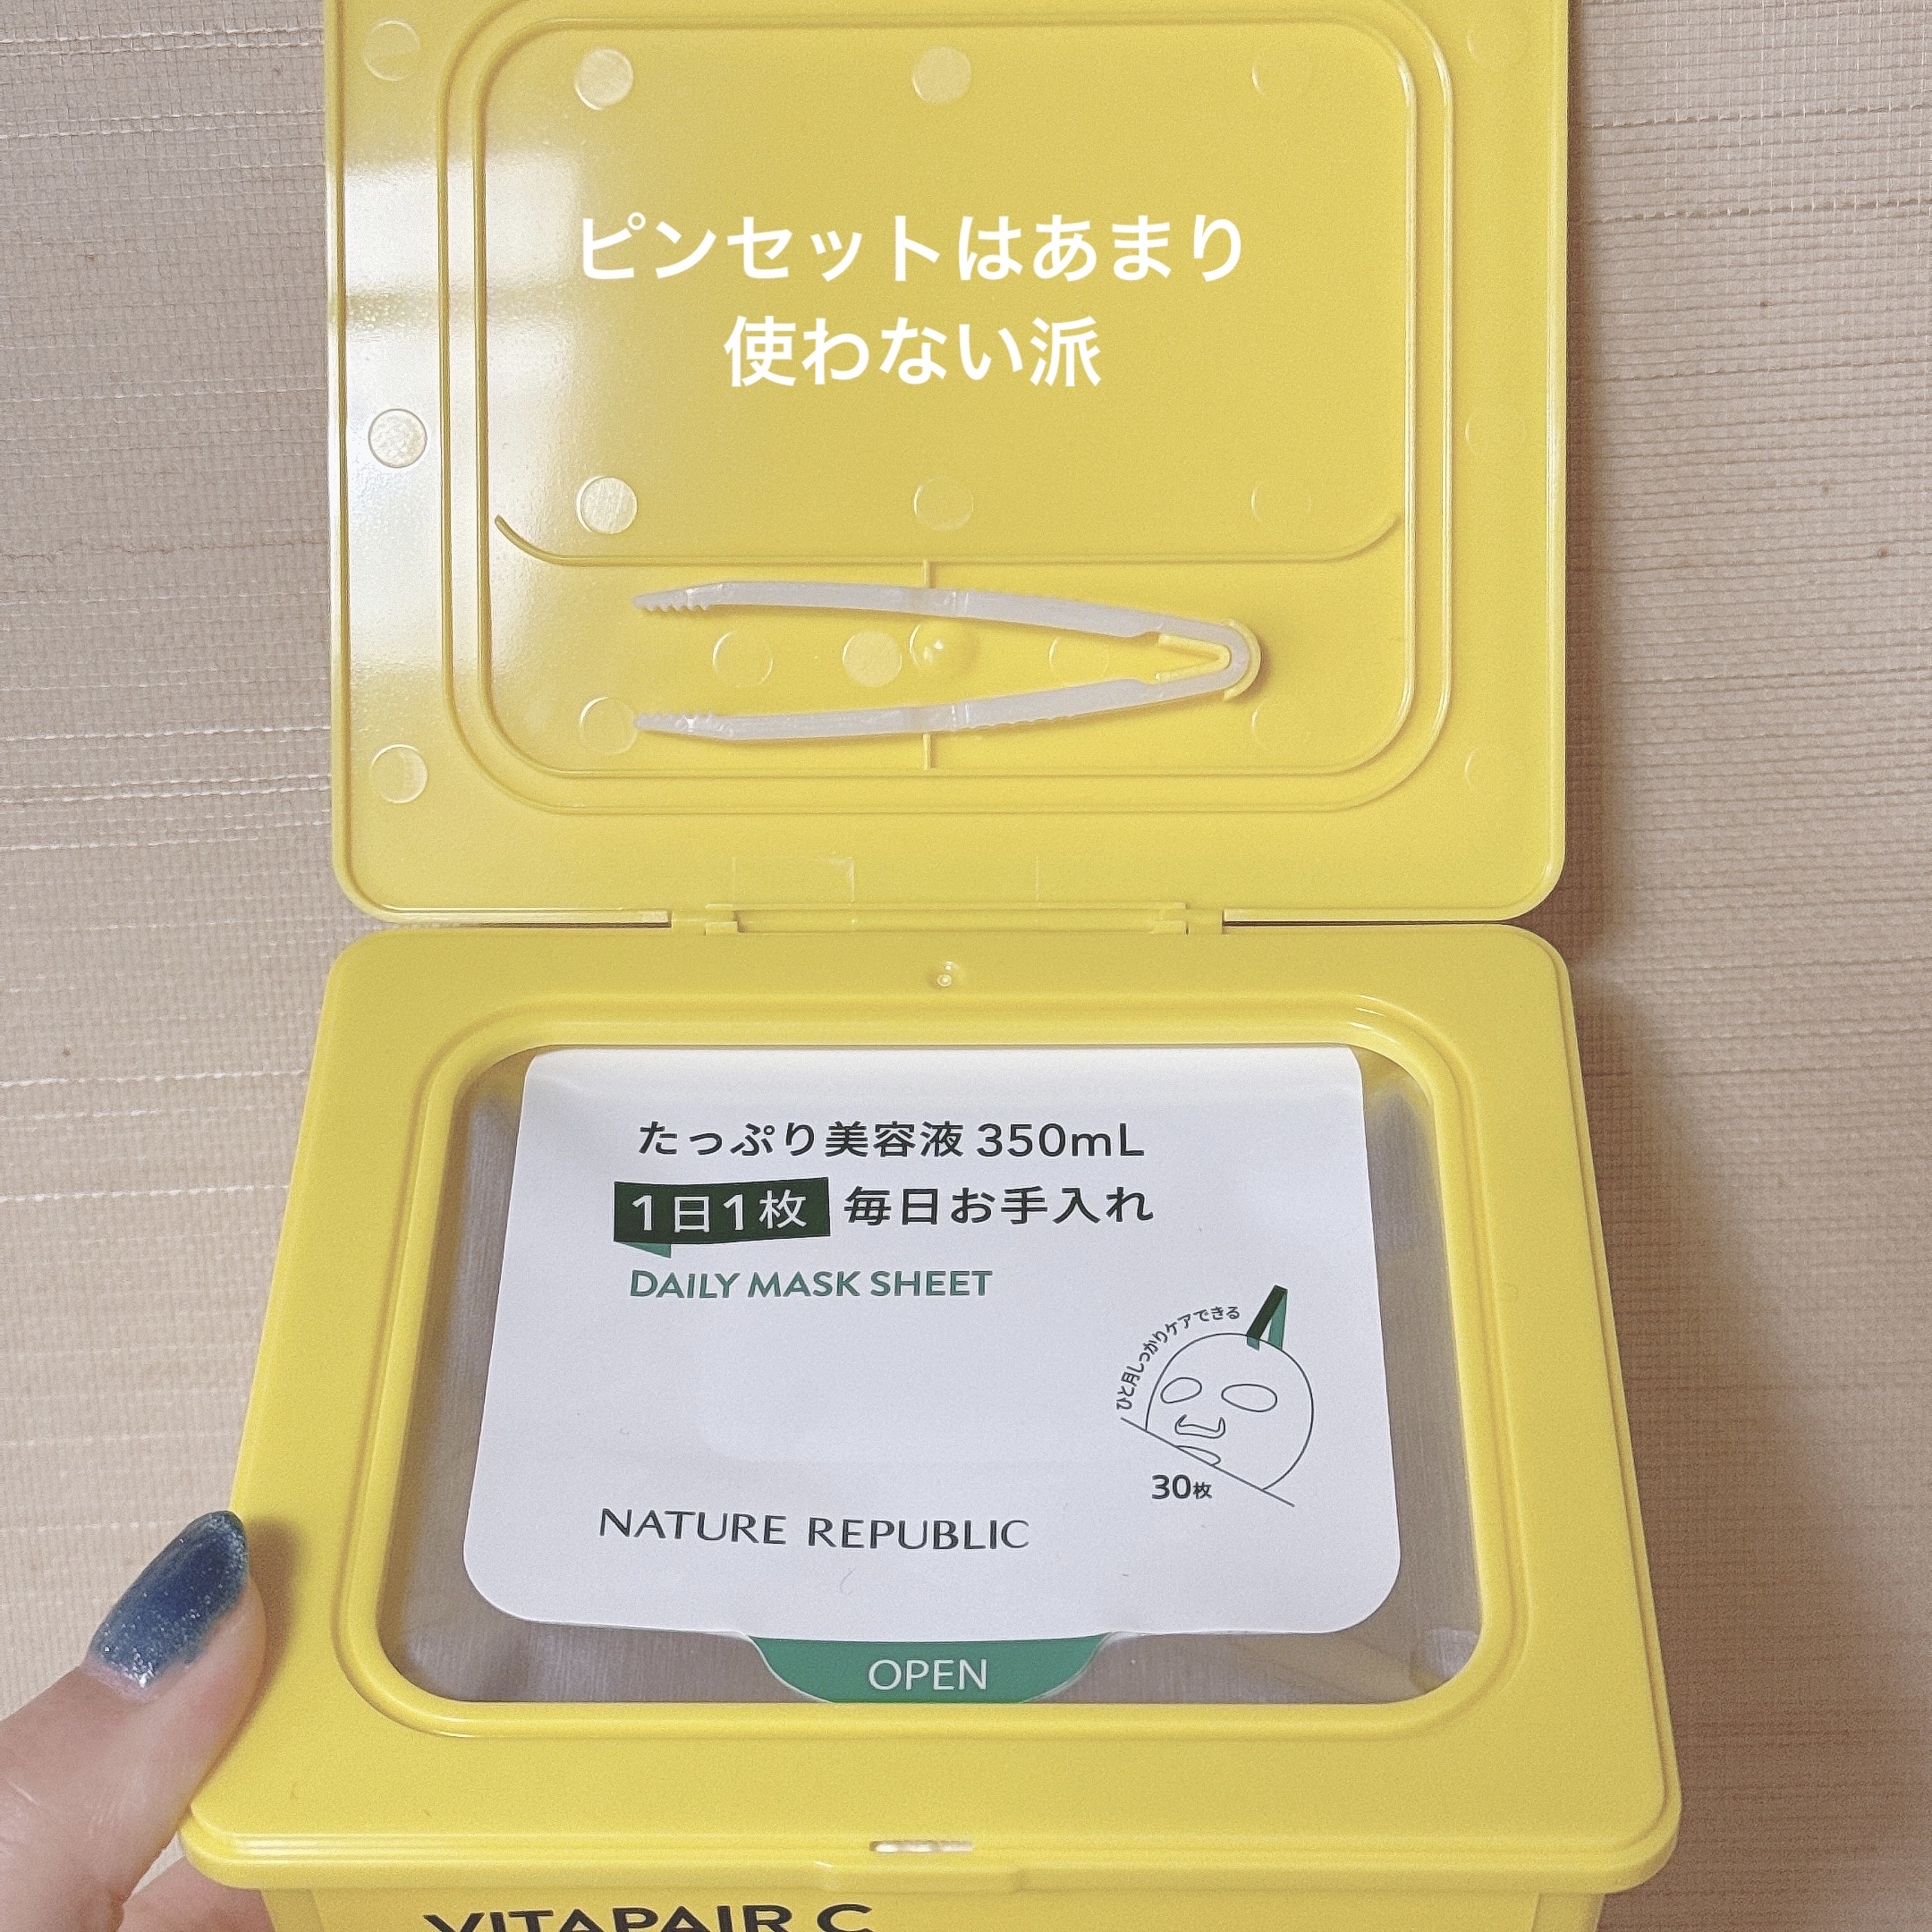 ピンセットはあまり
使わない派
たっぷり美容液 350mL
1日1枚 毎日お手入れ
DAILY MASK SHEET
ひと月しっかりケアできる
30枚
NATURE REPUBLIC
OPEN
VITAPAIR C